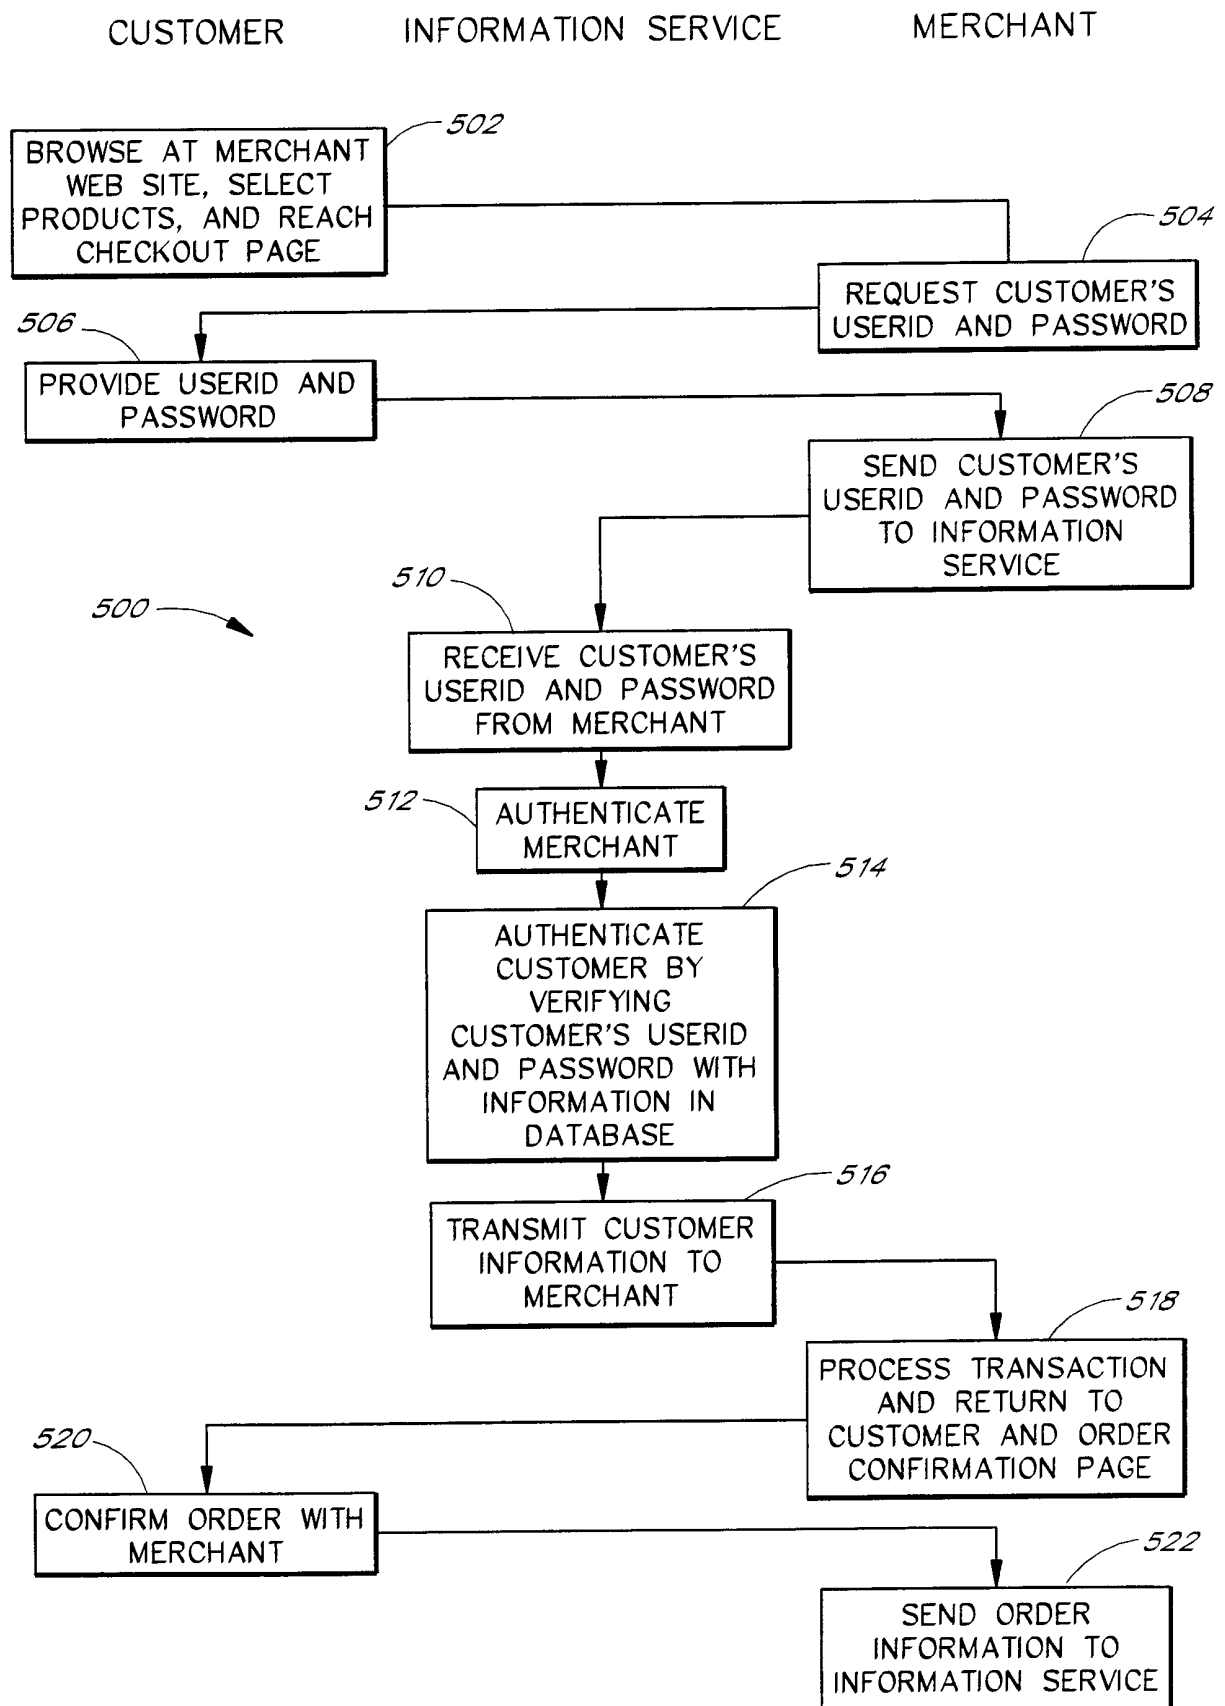 CUSTOMER INFORMATION SERVICE MERCHANT
502
BROWSE AT MERCHANT
WEB SITE, SELECT
PRODUCTS, AND REACH
CHECKOUT PAGE
504
REQUEST CUSTOMER'S
USERID AND PASSWORD
506
PROVIDE USERID AND
PASSWORD
508
SEND CUSTOMER'S
USERID AND PASSWORD
TO INFORMATION
SERVICE
500
510
RECEIVE CUSTOMER'S
USERID AND PASSWORD
FROM MERCHANT
512
AUTHENTICATE
MERCHANT
514
AUTHENTICATE
CUSTOMER BY
VERIFYING
CUSTOMER'S USERID
AND PASSWORD WITH
INFORMATION IN
DATABASE
516
TRANSMIT CUSTOMER
INFORMATION TO
MERCHANT
518
PROCESS TRANSACTION
AND RETURN TO
CUSTOMER AND ORDER
CONFIRMATION PAGE
520
CONFIRM ORDER WITH
MERCHANT
522
SEND ORDER
INFORMATION TO
INFORMATION SERVICE